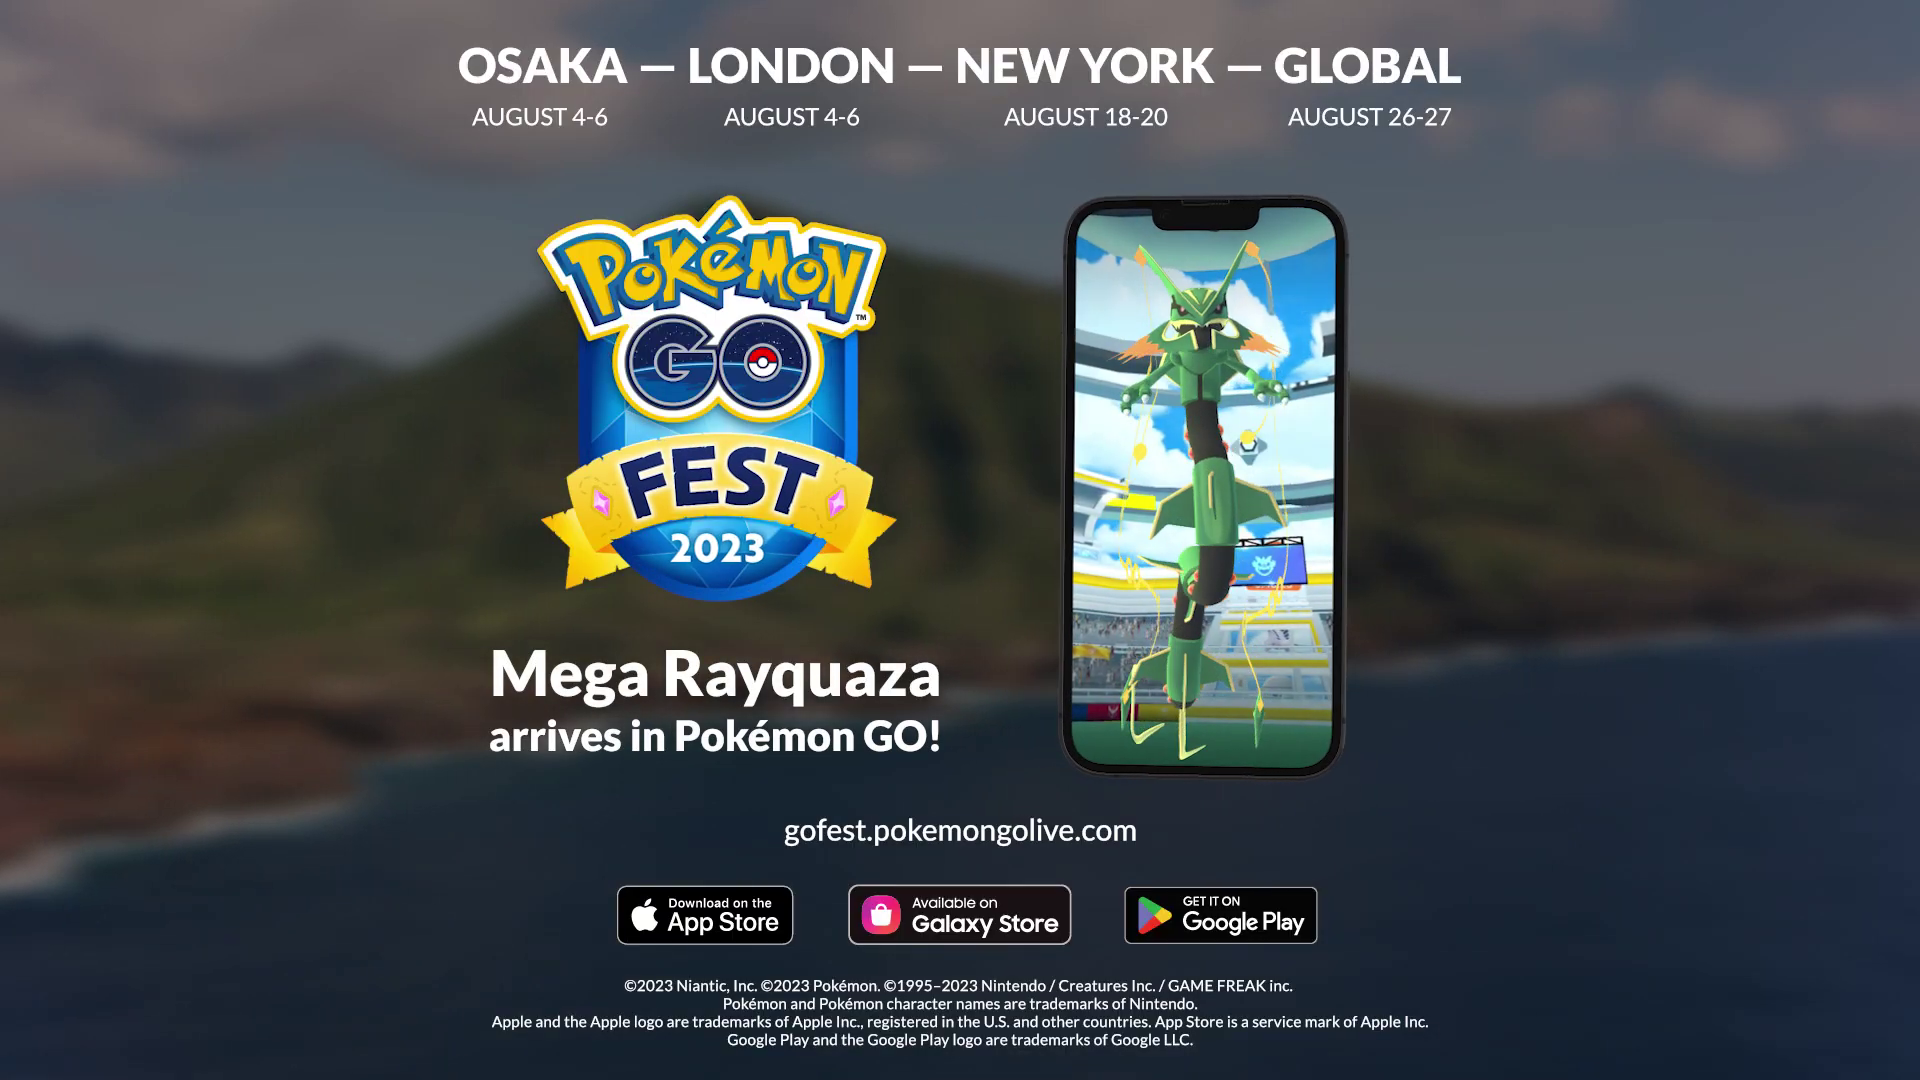 OSAKA — LONDON — NEW YORK — GLOBAL
AUGUST 4-6 AUGUST 4-6 AUGUST 18-20 AUGUST 26-27
POKéMON
TM
GO
FEST
2023
Mega Rayquaza
arrives in Pokémon GO!
gofest.pokemongolive.com
Download on the
App Store
Available on
Galaxy Store
GET IT ON
Google Play
©2023 Niantic, Inc. ©2023 Pokémon. ©1995–2023 Nintendo / Creatures Inc. / GAME FREAK inc.
Pokémon and Pokémon character names are trademarks of Nintendo.
Apple and the Apple logo are trademarks of Apple Inc., registered in the U.S. and other countries. App Store is a service mark of Apple Inc.
Google Play and the Google Play logo are trademarks of Google LLC.